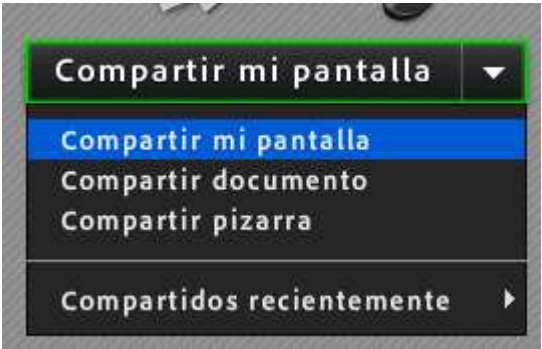 Compartir mi pantalla
Compartir mi pantalla
Compartir documento
Compartir pizarra
Compartidos recientemente